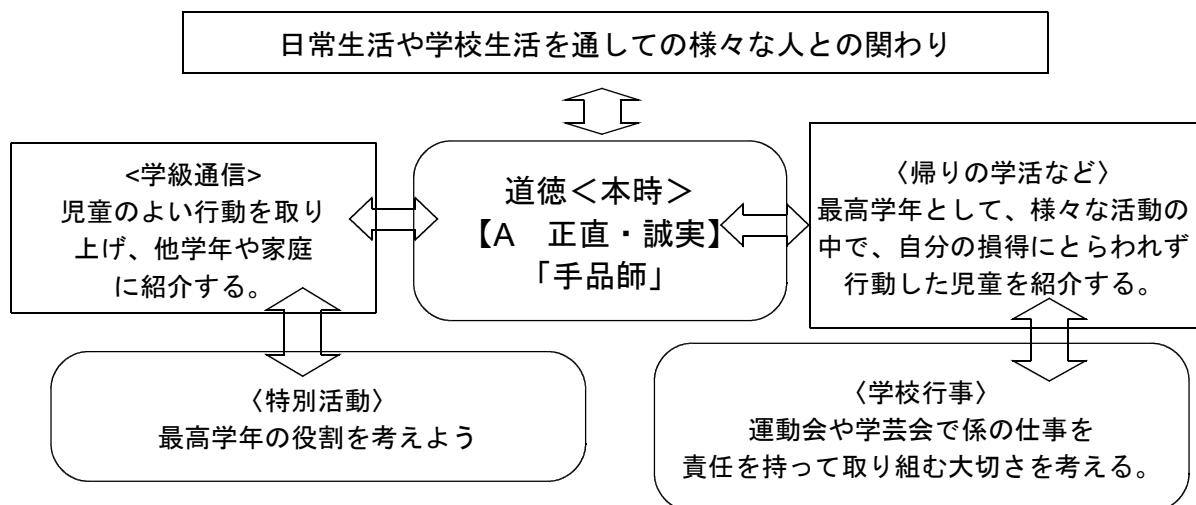 日常生活や学校生活を通しての様々な人との関わり
<学級通信>
児童のよい行動を取り
上げ、他学年や家庭
に紹介する。
道徳＜本時＞
【A　正直・誠実】
「手品師」
〈帰りの学活など〉
最高学年として、様々な活動の
中で、自分の損得にとらわれず
行動した児童を紹介する。
〈特別活動〉
最高学年の役割を考えよう
〈学校行事〉
運動会や学芸会で係の仕事を
責任を持って取り組む大切さを考える。